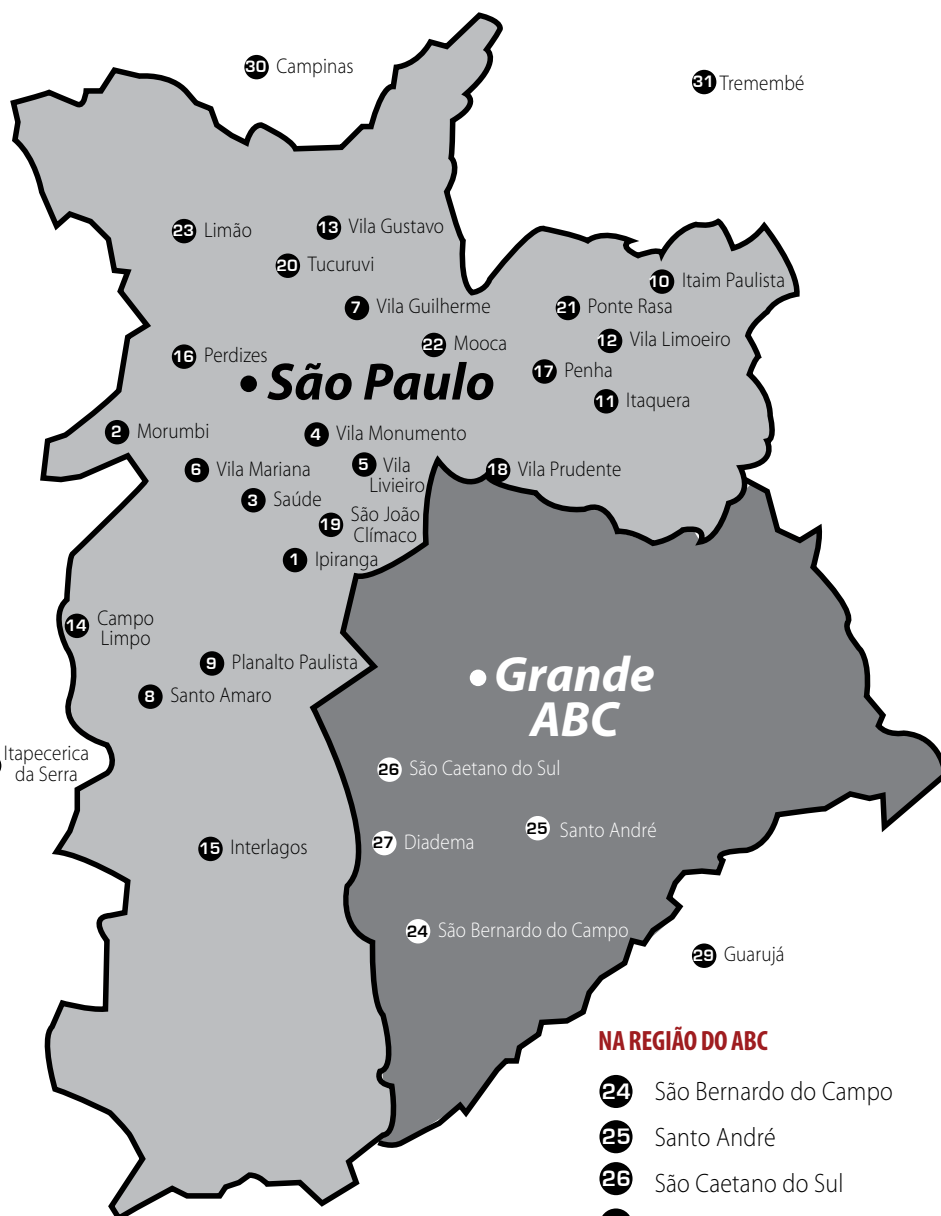 30 Campinas
31 Tremembé
23 Limão
13 Vila Gustavo
20 Tucuruvi
10 Itaim Paulista
7 Vila Guilherme
21 Ponte Rasa
22 Mooca
12 Vila Limoeiro
16 Perdizes
17 Penha
São Paulo
11 Itaquera
2 Morumbi
4 Vila Monumento
6 Vila Mariana
5 Vila
Livieiro
18 Vila Prudente
3 Saúde
19 São João
Clímaco
1 Ipiranga
14 Campo
Limpo
9 Planalto Paulista
8 Santo Amaro
Grande
ABC
Itapecerica
da Serra
26 São Caetano do Sul
25 Santo André
27 Diadema
15 Interlagos
24 São Bernardo do Campo
29 Guarujá
NA REGIÃO DO ABC
24 São Bernardo do Campo
25 Santo André
26 São Caetano do Sul